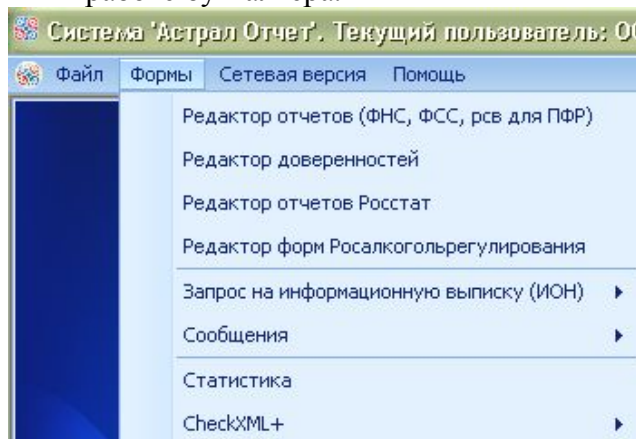 Система 'Астрал Отчет'. Текущий пользователь:
Файл Формы Сетевая версия Помощь
Редактор отчетов (ФНС, ФСС, рсв для ПФР)
Редактор доверенностей
Редактор отчетов Росстат
Редактор форм Росалкогольрегулирования
Запрос на информационную выписку (ИОН)
Сообщения
Статистика
CheckXML+